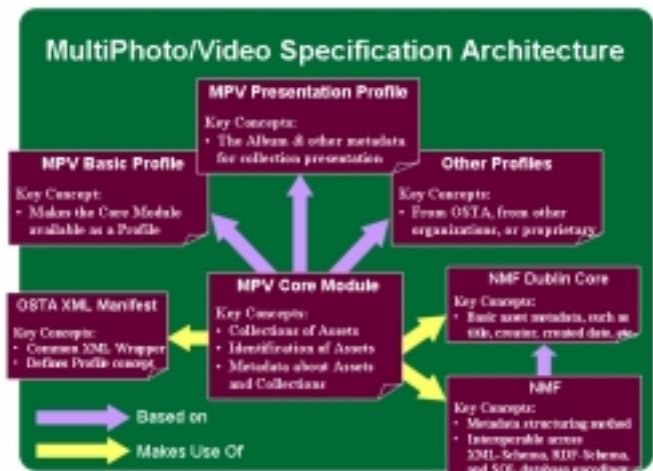 MultiPhoto/Video Specification Architecture
MPV Presentation Profile
Key Concepts:
• The Album & other metadata
for collection presentation
MPV Basic Profile
Key Concept:
• Makes the Core Module
available as a Profile
Other Profiles
Key Concepts:
• From OSTA, from other
organizations, or proprietary
MPV Core Module
Key Concepts:
• Collections of Assets
• Identification of Assets
• Metadata about Assets
and Collections
OSTA XML Manifest
Key Concepts:
• Common XML Wrapper
• Defines Profile concept
NMF Dublin Core
Key Concepts:
• Basic asset metadata, such as
title, creator, created date, etc.
NMF
Key Concepts:
• Metadata structuring method
• Interoperable across
XML-Schema, RDF-Schema,
and SQL database
Based on
Makes Use Of